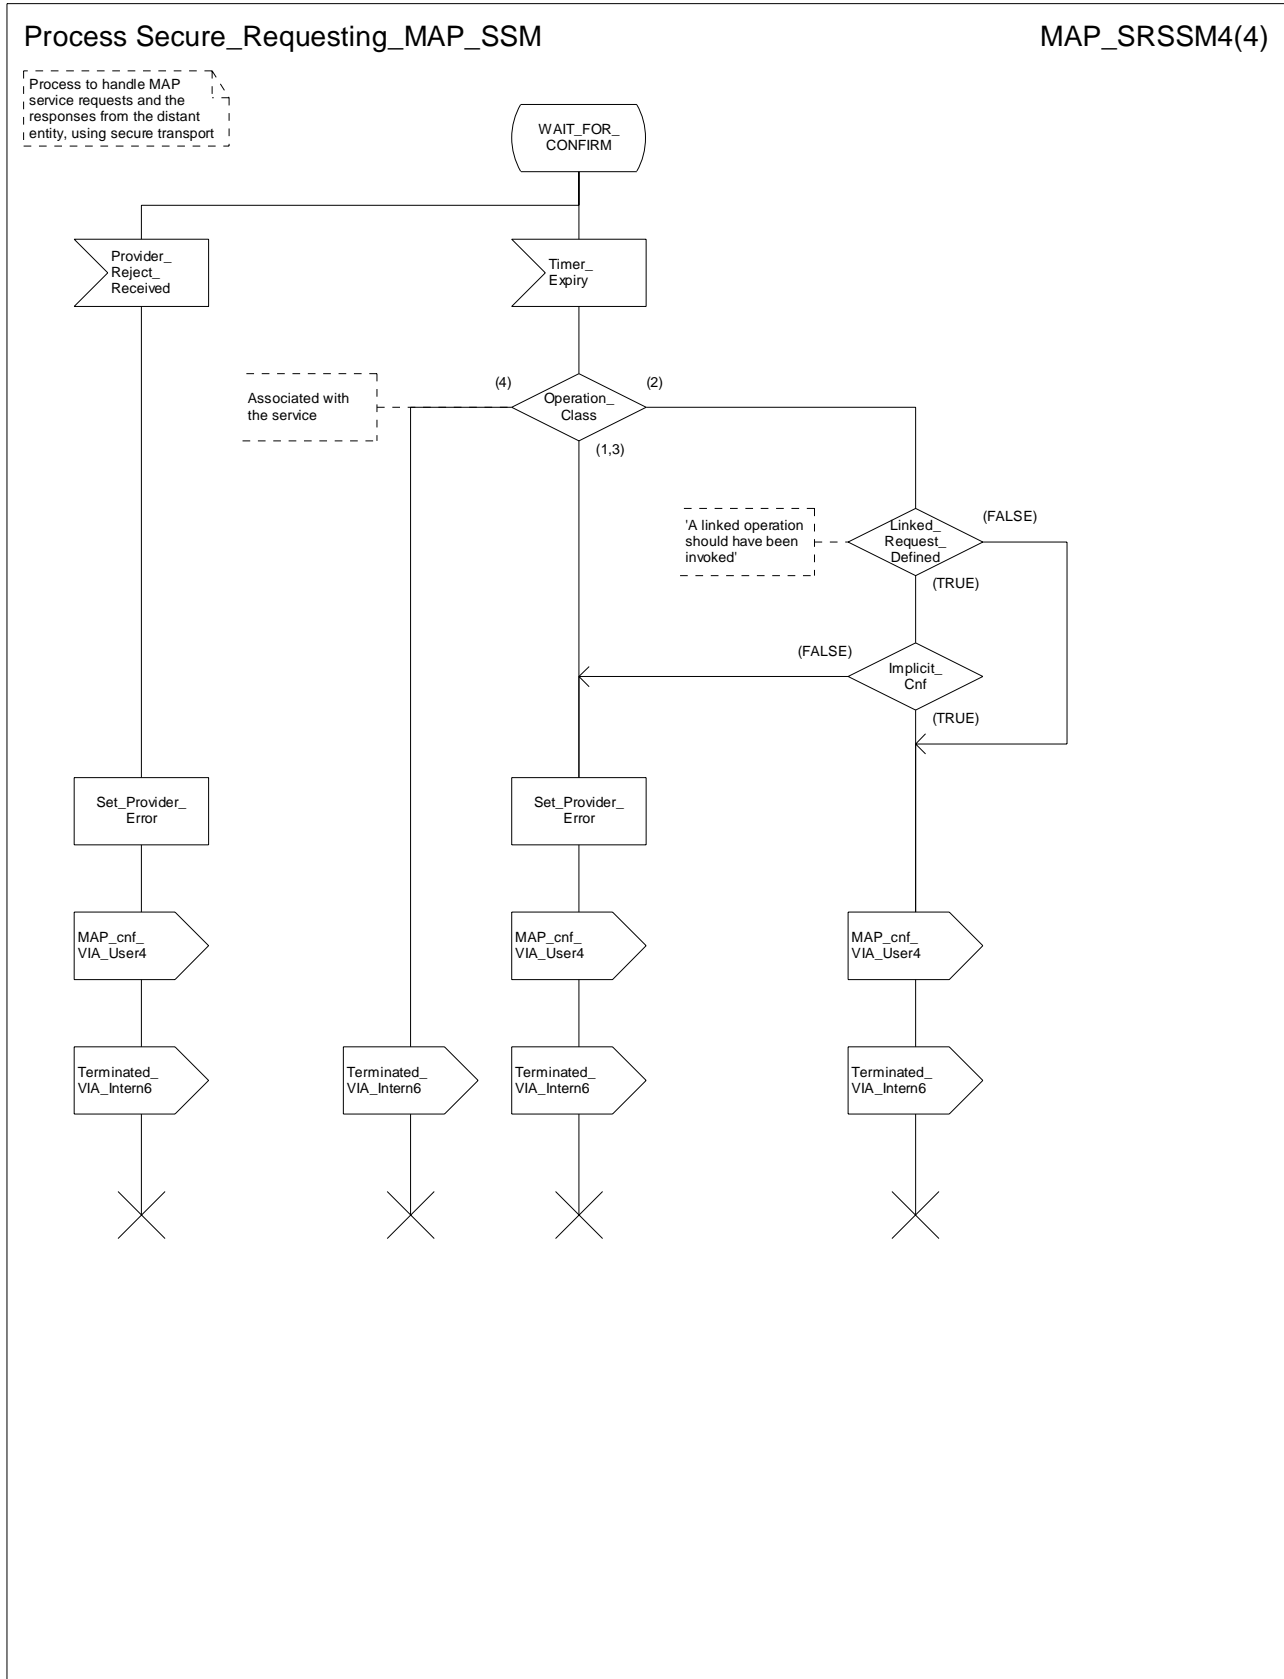 Process Secure_Requesting_MAP_SSM
MAP_SRSSM4(4)
Process to handle MAP
service requests and the
responses from the distant
entity, using secure transport
WAIT_FOR_
CONFIRM
Provider_
Reject_
Received
Timer_
Expiry
Associated with
the service
(4)
Operation_
Class
(2)
(1,3)
'A linked operation
should have been
invoked'
Linked_
Request_
Defined
(FALSE)
(TRUE)
(FALSE)
Implicit_
Cnf
(TRUE)
Set_Provider_
Error
Set_Provider_
Error
MAP_cnf_
VIA_User4
MAP_cnf_
VIA_User4
MAP_cnf_
VIA_User4
Terminated_
VIA_Intern6
Terminated_
VIA_Intern6
Terminated_
VIA_Intern6
Terminated_
VIA_Intern6